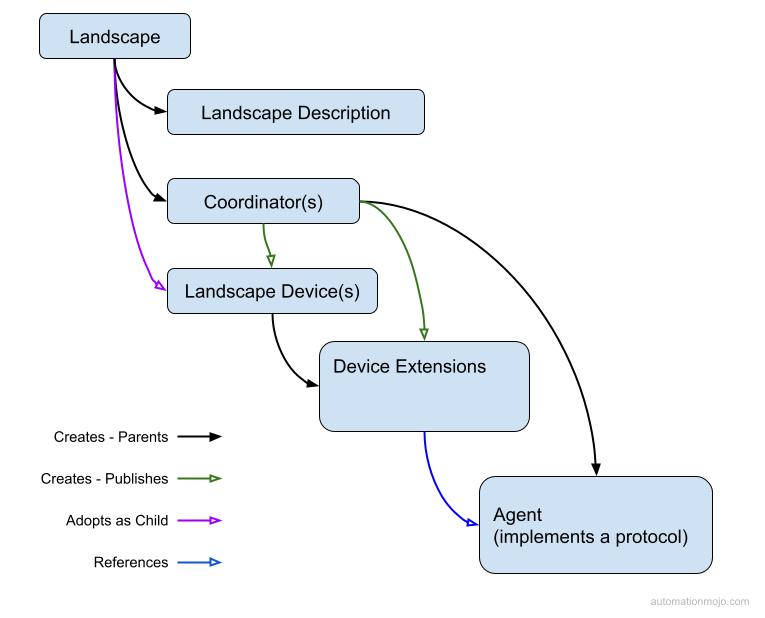 Landscape
Landscape Description
Coordinator(s)
Landscape Device(s)
Device Extensions
Creates - Parents
Creates - Publishes
Adopts as Child
References
Agent
(implements a protocol)
automationmojo.com